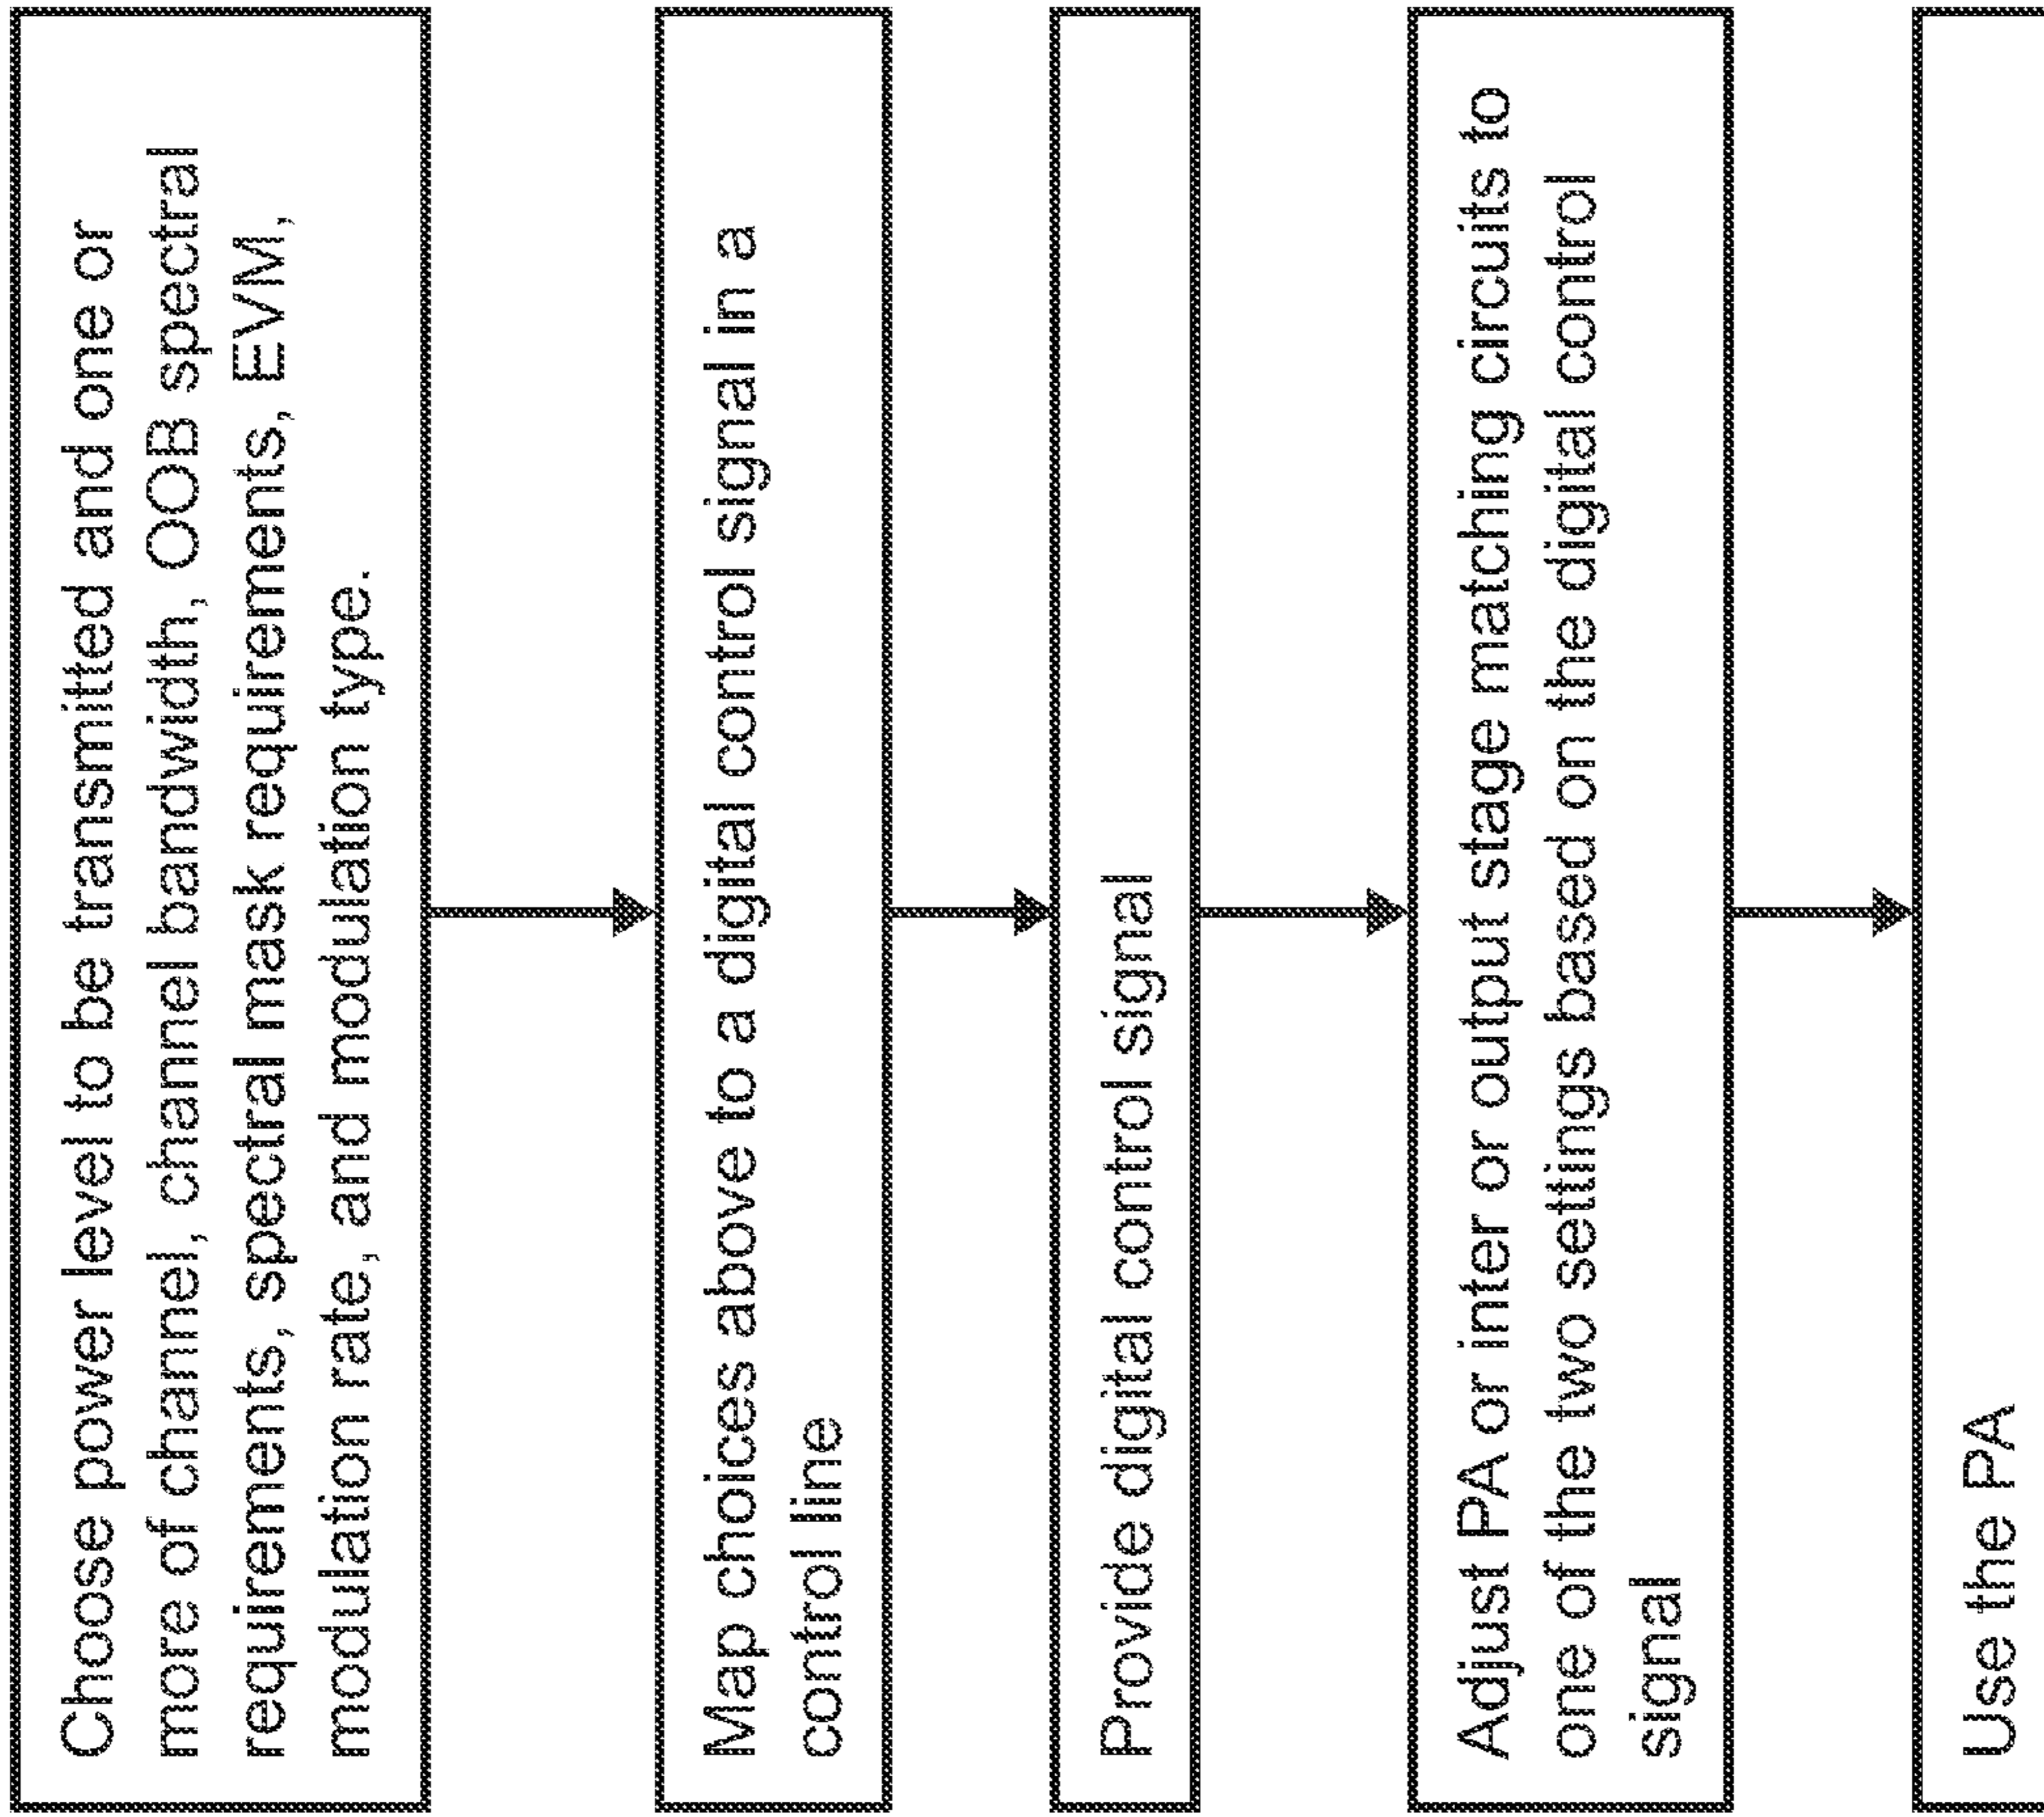 Choose power level to be transmitted and one or
more of channel, channel bandwidth, OOB spectral
requirements, spectral mask requirements, EVM,
modulation rate, and modulation type.
Map choices above to a digital control signal in a
control line
Provide digital control signal
Adjust PA or inter or output stage matching circuits to
one of the two settings based on the digital control
signal
Use the PA